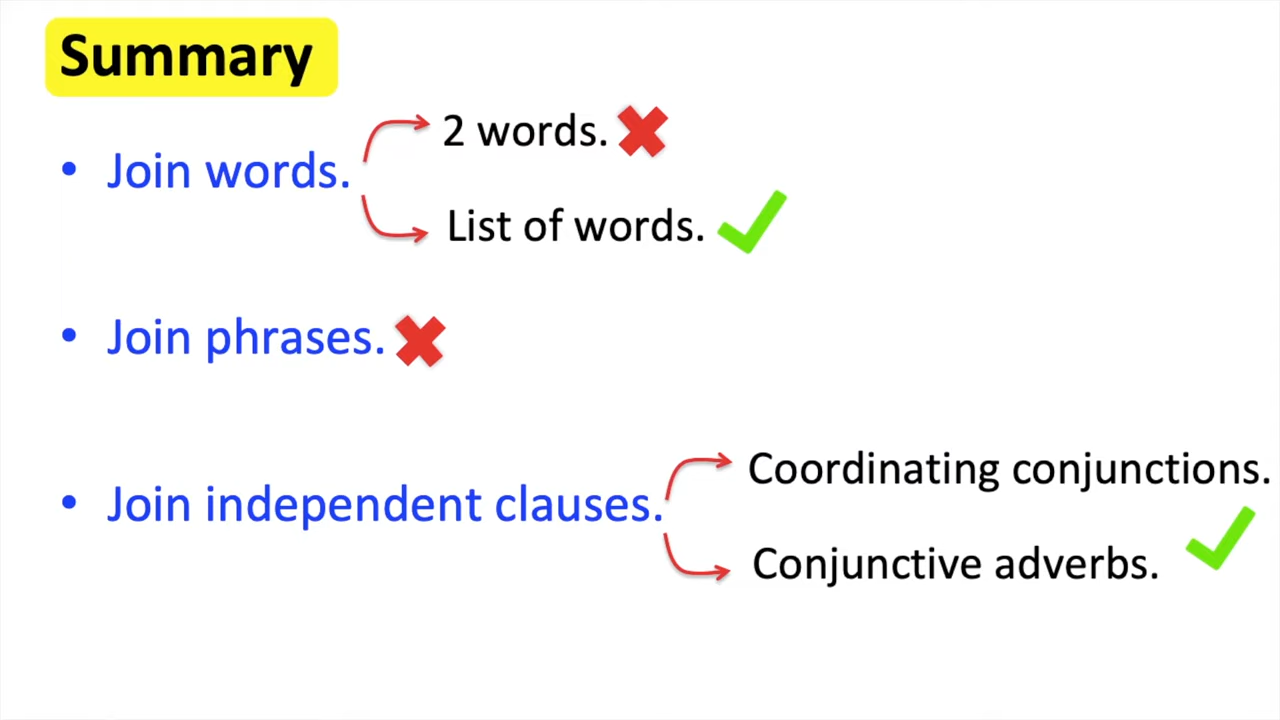 Summary
• Join words.
2 words.
List of words.
• Join phrases.
• Join independent clauses.
Coordinating conjunctions.
Conjunctive adverbs.